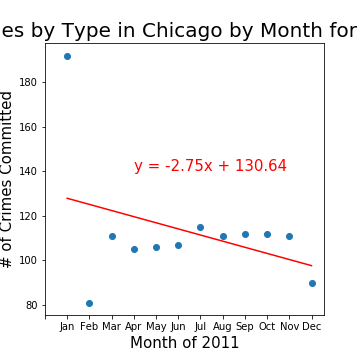 es by Type in Chicago by Month for
# of Crimes Committed
180
160
140
120
100
80
y = -2.75x + 130.64
Jan Feb Mar Apr May Jun Jul Aug Sep Oct Nov Dec
Month of 2011